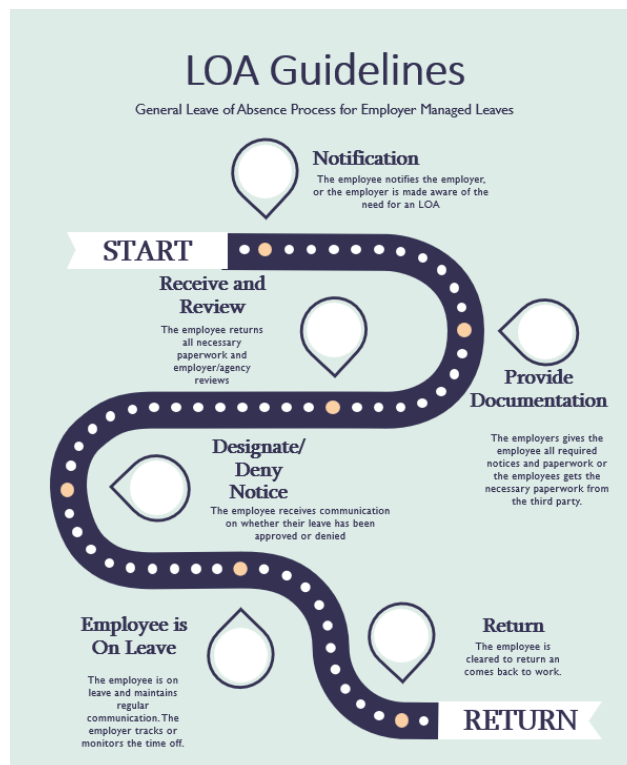 LOA Guidelines
General Leave of Absence Process for Employer Managed Leaves
Notification
The employee notifies the employer,
or the employer is made aware of the
need for an LOA
START
Receive and
Review
The employee returns
all necessary
paperwork and
employer/agency
reviews
Provide
Documentation
The employers gives the
employee all required
notices and paperwork or
the employees gets the
necessary paperwork from
the third party.
Designate/
Deny
Notice
The employee receives communication
on whether their leave has been
approved or denied
Employee is
On Leave
The employee is on
leave and maintains
regular
communication. The
employer tracks or
monitors the time off.
Return
The employee is
cleared to return an
comes back to work.
RETURN